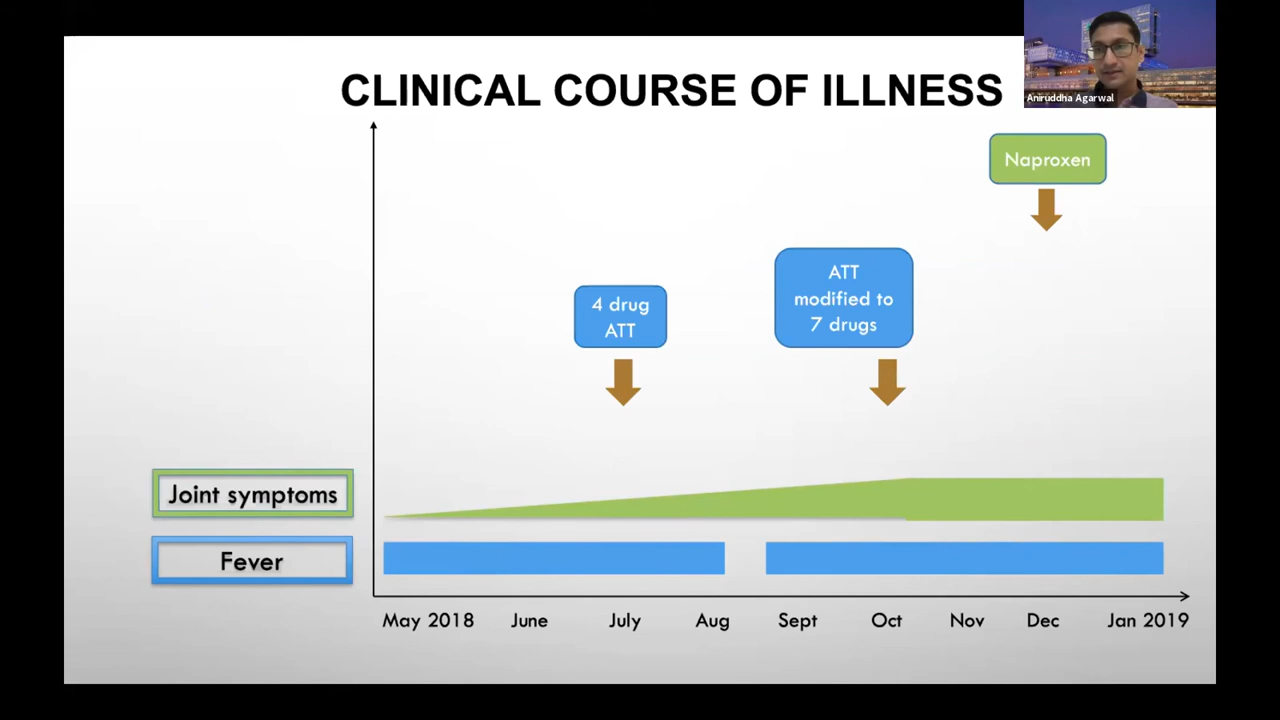 CLINICAL COURSE OF ILLNESS
Aniruddha Agarwal
Naproxen
4 drug
ATT
ATT
modified to
7 drugs
Joint symptoms
Fever
May 2018 June July Aug Sept Oct Nov Dec Jan 2019